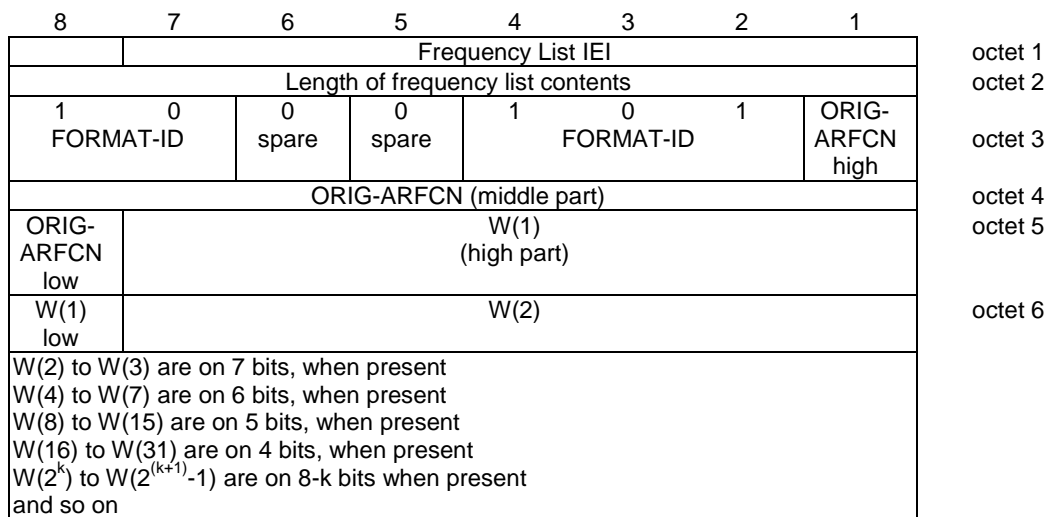 8 7 6 5 4 3 2 1
Frequency List IEI octet 1
Length of frequency list contents octet 2
1 0 0 0 1 0 1 ORIG-
FORMAT-ID spare spare FORMAT-ID ARFCN octet 3
high
ORIG-ARFCN (middle part) octet 4
ORIG- W(1) octet 5
ARFCN (high part)
low
W(1) W(2) octet 6
low
W(2) to W(3) are on 7 bits, when present
W(4) to W(7) are on 6 bits, when present
W(8) to W(15) are on 5 bits, when present
W(16) to W(31) are on 4 bits, when present
W(2^k) to W(2^(k+1)-1) are on 8-k bits when present
and so on